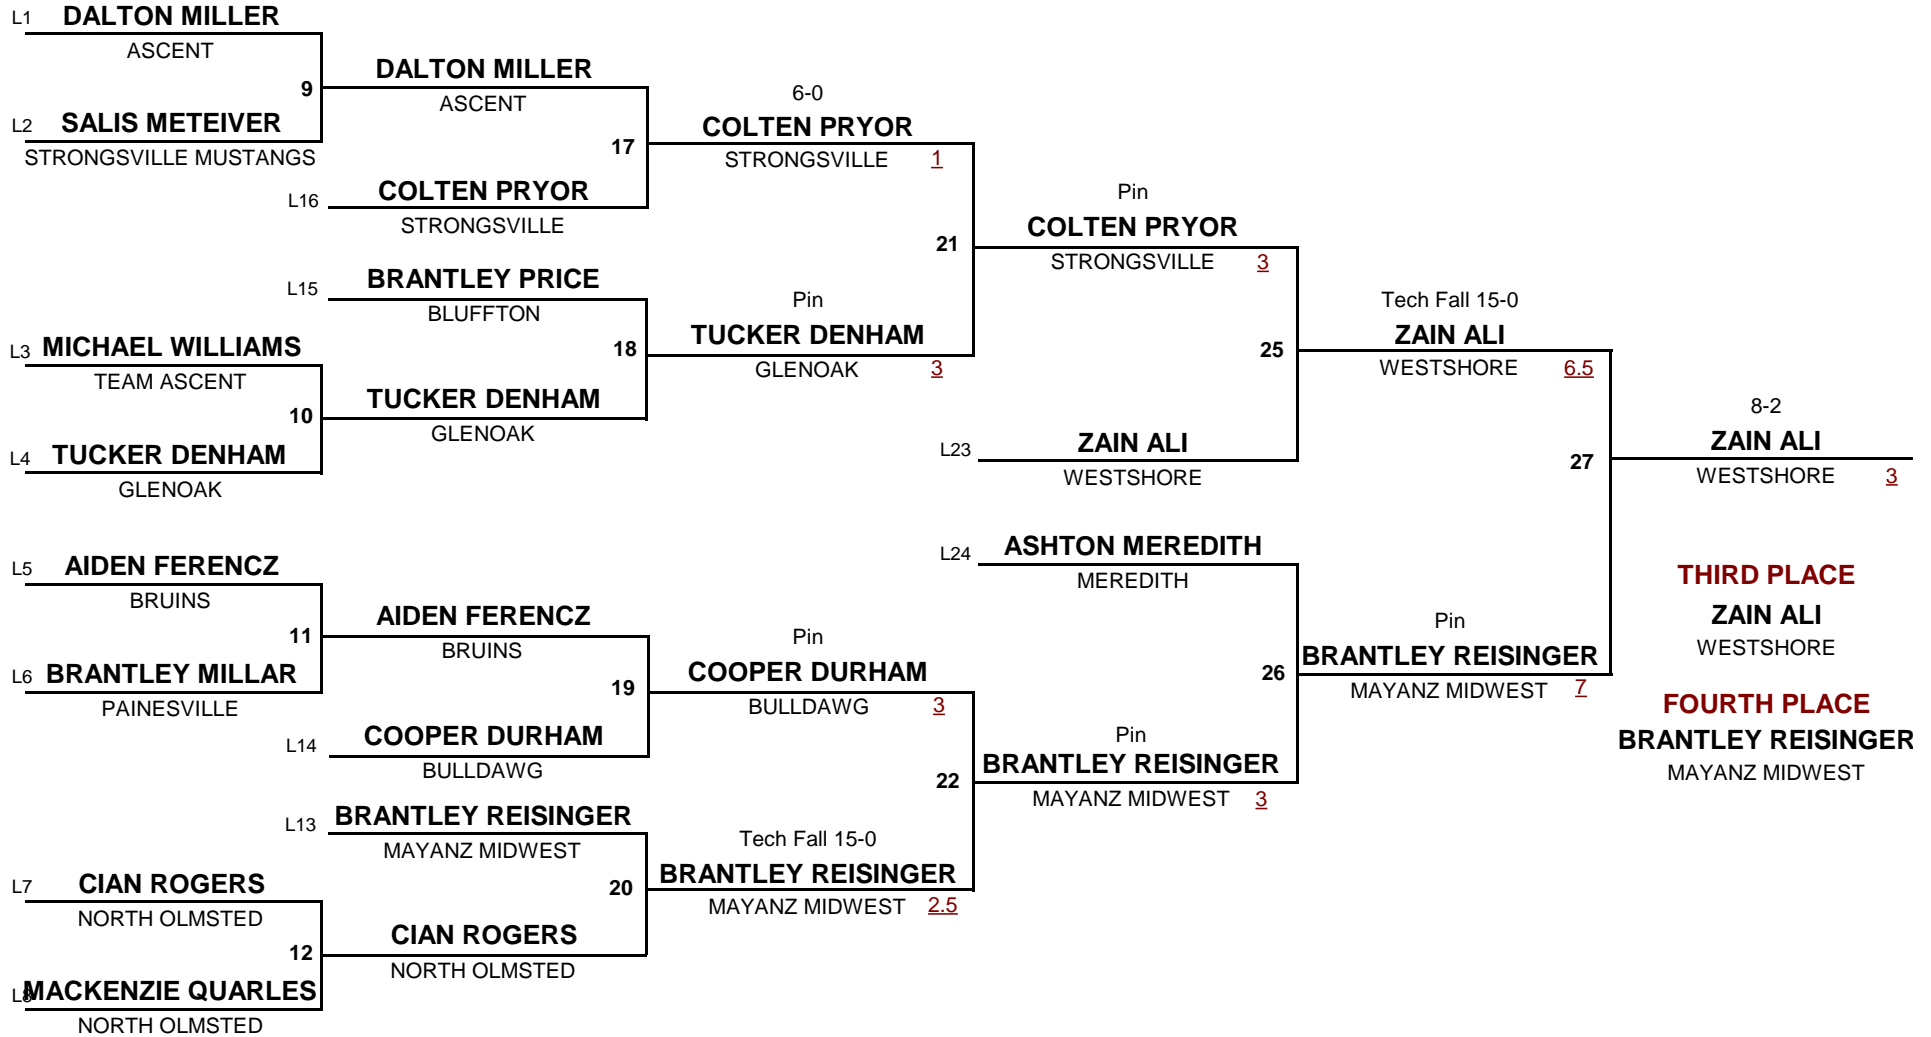 L1 DALTON MILLER
ASCENT
9
L2 SALIS METEIVER
STRONGSVILLE MUSTANGS
DALTON MILLER
ASCENT
17
L16 COLTEN PRYOR
STRONGSVILLE
6-0
COLTEN PRYOR
STRONGSVILLE 1
21
L15 BRANTLEY PRICE
BLUFFTON
18
L3 MICHAEL WILLIAMS
TEAM ASCENT
10
L4 TUCKER DENHAM
GLENOAK
TUCKER DENHAM
GLENOAK
Pin
TUCKER DENHAM
GLENOAK 3
Pin
COLTEN PRYOR
STRONGSVILLE 3
25
L23 ZAIN ALI
WESTSHORE
Tech Fall 15-0
ZAIN ALI
WESTSHORE 6.5
27
8-2
ZAIN ALI
WESTSHORE 3
L5 AIDEN FERENCZ
BRUINS
11
L6 BRANTLEY MILLAR
PAINESVILLE
AIDEN FERENCZ
BRUINS
19
L14 COOPER DURHAM
BULLDAWG
Pin
COOPER DURHAM
BULLDAWG 3
22
L13 BRANTLEY REISINGER
MAYANZ MIDWEST
20
L7 CIAN ROGERS
NORTH OLMSTED
12
L8 MACKENZIE QUARLES
NORTH OLMSTED
CIAN ROGERS
NORTH OLMSTED
Tech Fall 15-0
BRANTLEY REISINGER
MAYANZ MIDWEST 2.5
L24 ASHTON MEREDITH
MEREDITH
26
Pin
BRANTLEY REISINGER
MAYANZ MIDWEST 3
Pin
BRANTLEY REISINGER
MAYANZ MIDWEST 7
THIRD PLACE
ZAIN ALI
WESTSHORE
FOURTH PLACE
BRANTLEY REISINGER
MAYANZ MIDWEST